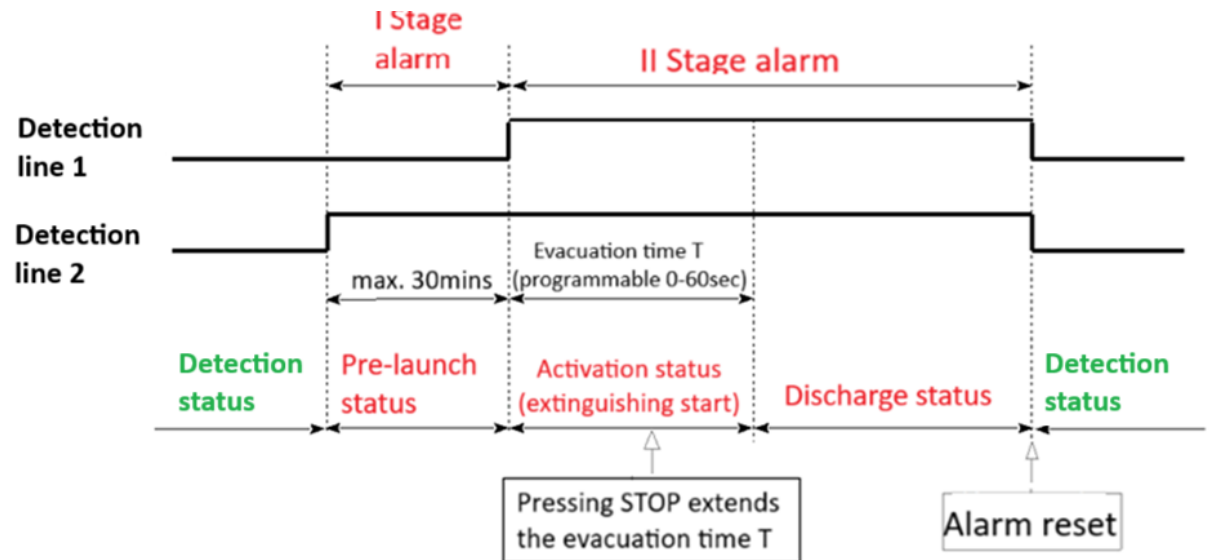 I Stage
alarm
II Stage alarm
Detection
line 1
Detection
line 2
max. 30mins
Evacuation time T
(programmable 0-60sec)
Detection
status
Pre-launch
status
Activation status
(extinguishing start)
Discharge status
Detection
status
Pressing STOP extends
the evacuation time T
Alarm reset